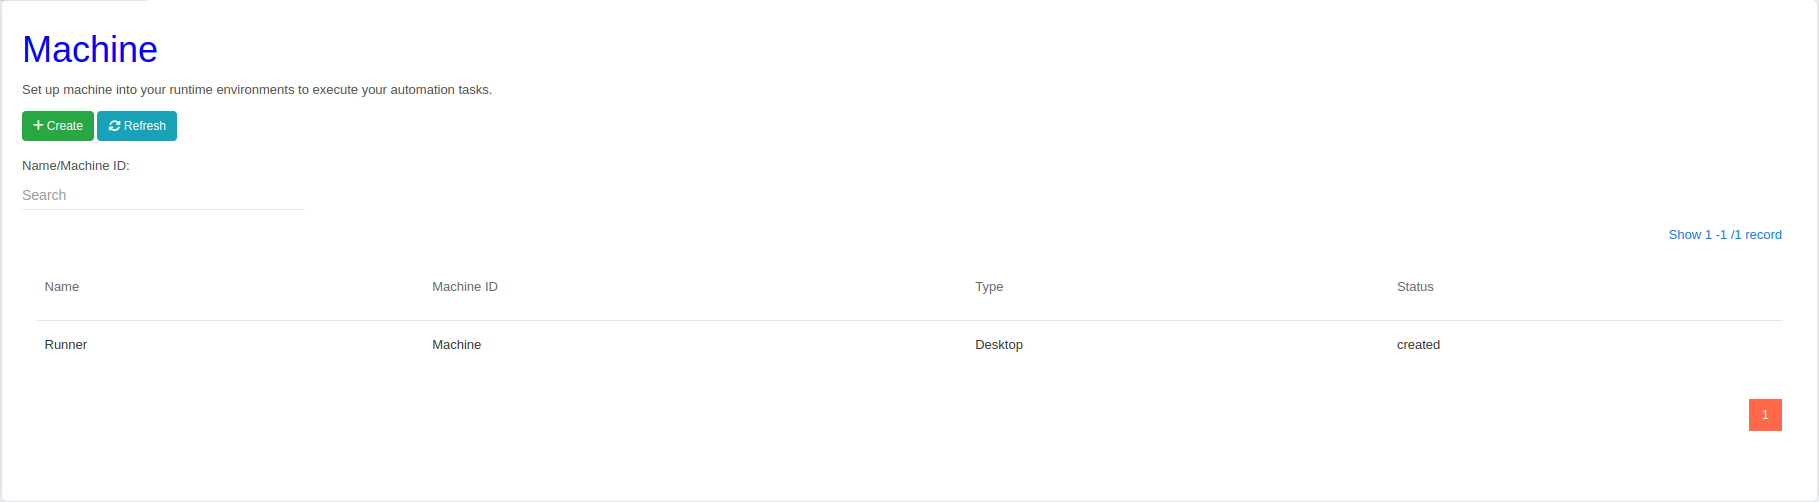 Machine
Set up machine into your runtime environments to execute your automation tasks.
Create Refresh
Name/Machine ID:
Search
Show 1 -1 /1 record
Name Machine ID Type Status
Runner Machine Desktop created
1